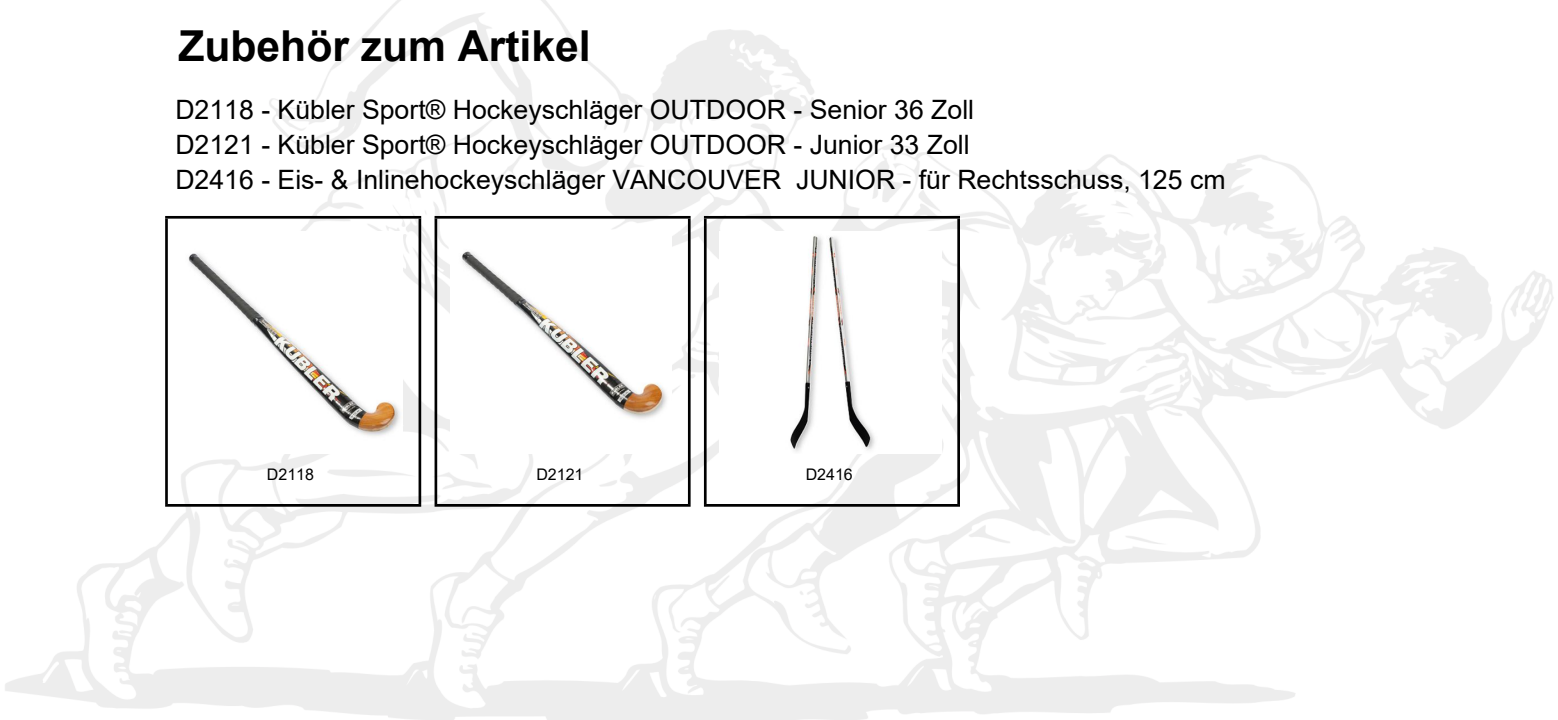 Zubehör zum Artikel
D2118 - Kübler Sport® Hockeyschläger OUTDOOR - Senior 36 Zoll
D2121 - Kübler Sport® Hockeyschläger OUTDOOR - Junior 33 Zoll
D2416 - Eis- & Inlinehockeyschläger VANCOUVER  JUNIOR - für Rechtsschuss, 125 cm
KÜBLER
KÜBLER
D2118
D2121
D2416